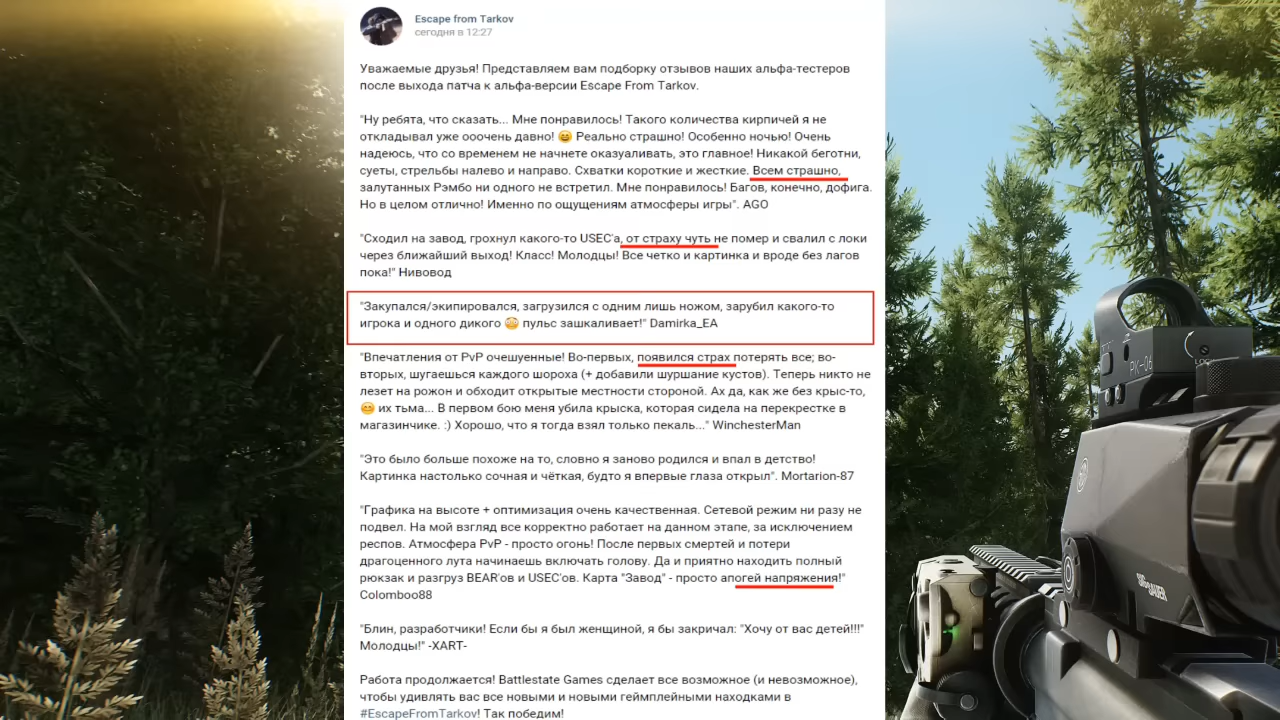 Escape from Tarkov
сегодня в 12:27
Уважаемые друзья! Представляем вам подборку отзывов наших альфа-тестеров
после выхода патча к альфа-версии Escape From Tarkov.
"Ну ребята, что сказать... Мне понравилось! Такого количества кирпичей я не
откладывал уже ооочень давно! 😄 Реально страшно! Особенно ночью! Очень
надеюсь, что со временем не начнете оказуаливать, это главное! Никакой беготни,
суеты, стрельбы налево и направо. Схватки короткие и жесткие. Всем страшно,
залутанных Рэмбо ни одного не встретил. Мне понравилось! Багов, конечно, дофига.
Но в целом отлично! Именно по ощущениям атмосферы игры". AGO
"Сходил на завод, грохнул какого-то USEC'а, от страху чуть не помер и свалил с локи
через ближайший выход! Класс! Молодцы! Все четко и картинка и вроде без лагов
пока!" Нивовод
"Закупался/экипировался, загрузился с одним лишь ножом, зарубил какого-то
игрока и одного дикого 😳 пульс зашкаливает!" Damirka_EA
"Впечатления от PvP очешуенные! Во-первых, появился страх потерять все; во-
вторых, шугаешься каждого шороха (+ добавили шуршание кустов). Теперь никто не
лезет на рожон и обходит открытые местности стороной. Ах да, как же без крыс-то,
😊 их тьма... В первом бою меня убила крыска, которая сидела на перекрестке в
магазинчике. :) Хорошо, что я тогда взял только пекаль..." WinchesterMan
"Это было больше похоже на то, словно я заново родился и впал в детство!
Картинка настолько сочная и чёткая, будто я впервые глаза открыл". Mortarion-87
"Графика на высоте + оптимизация очень качественная. Сетевой режим ни разу не
подвел. На мой взгляд все корректно работает на данном этапе, за исключением
респов. Атмосфера PvP - просто огонь! После первых смертей и потери
драгоценного лута начинаешь включать голову. Да и приятно находить полный
рюкзак и разгруз BEAR'ов и USEC'ов. Карта "Завод" - просто апогей напряжения!"
Colomboo88
"Блин, разработчики! Если бы я был женщиной, я бы закричал: "Хочу от вас детей!!!"
Молодцы!" -XART-
Работа продолжается! Battlestate Games сделает все возможное (и невозможное),
чтобы удивлять вас все новыми и новыми геймплейными находками в
#EscapeFromTarkov! Так победим!
PK-06
LOCK
SIG SAUER